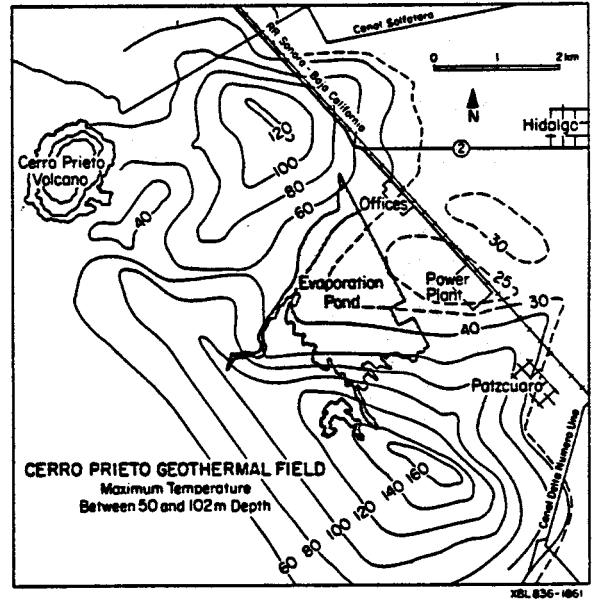 Canal Solfatara
RR Sonora - Baja California
0 1 2 km
N
Hidalgo
2
120
100
80
60
Cerro Prieto
Volcano
40
Offices
30
25
30
Evaporation
Pond
Power
Plant
40
Patzcuaro
CERRO PRIETO GEOTHERMAL FIELD
Maximum Temperature
Between 50 and 102m Depth
160
140
120
100
80
60
Canal Delta Numero Uno
XBL 836-1861